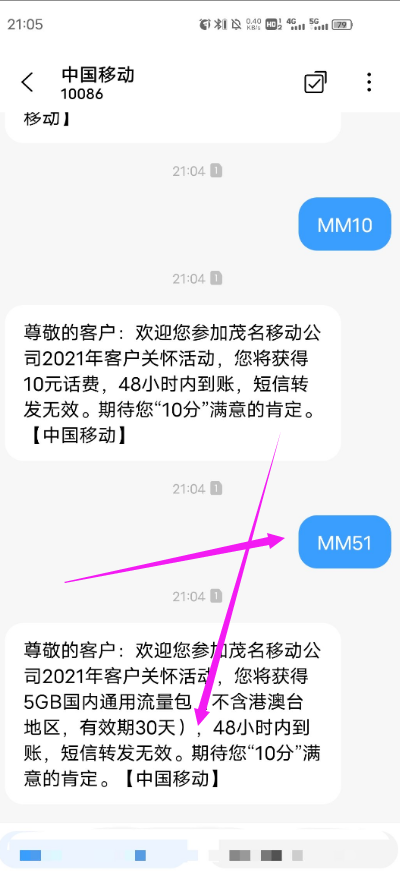 21:05
0.40
KB/s
HD
4G
5G
79
中国移动
10086
移动】
21:04 1
MM10
21:04 1
尊敬的客户：欢迎您参加茂名移动公
司2021年客户关怀活动，您将获得
10元话费，48小时内到账，短信转
发无效。期待您“10分”满意的肯定。
【中国移动】
21:04 1
MM51
21:04 1
尊敬的客户：欢迎您参加茂名移动公
司2021年客户关怀活动，您将获得
5GB国内通用流量包 不含港澳台
地区，有效期30天），48小时内到
账，短信转发无效。期待您“10分”满
意的肯定。【中国移动】